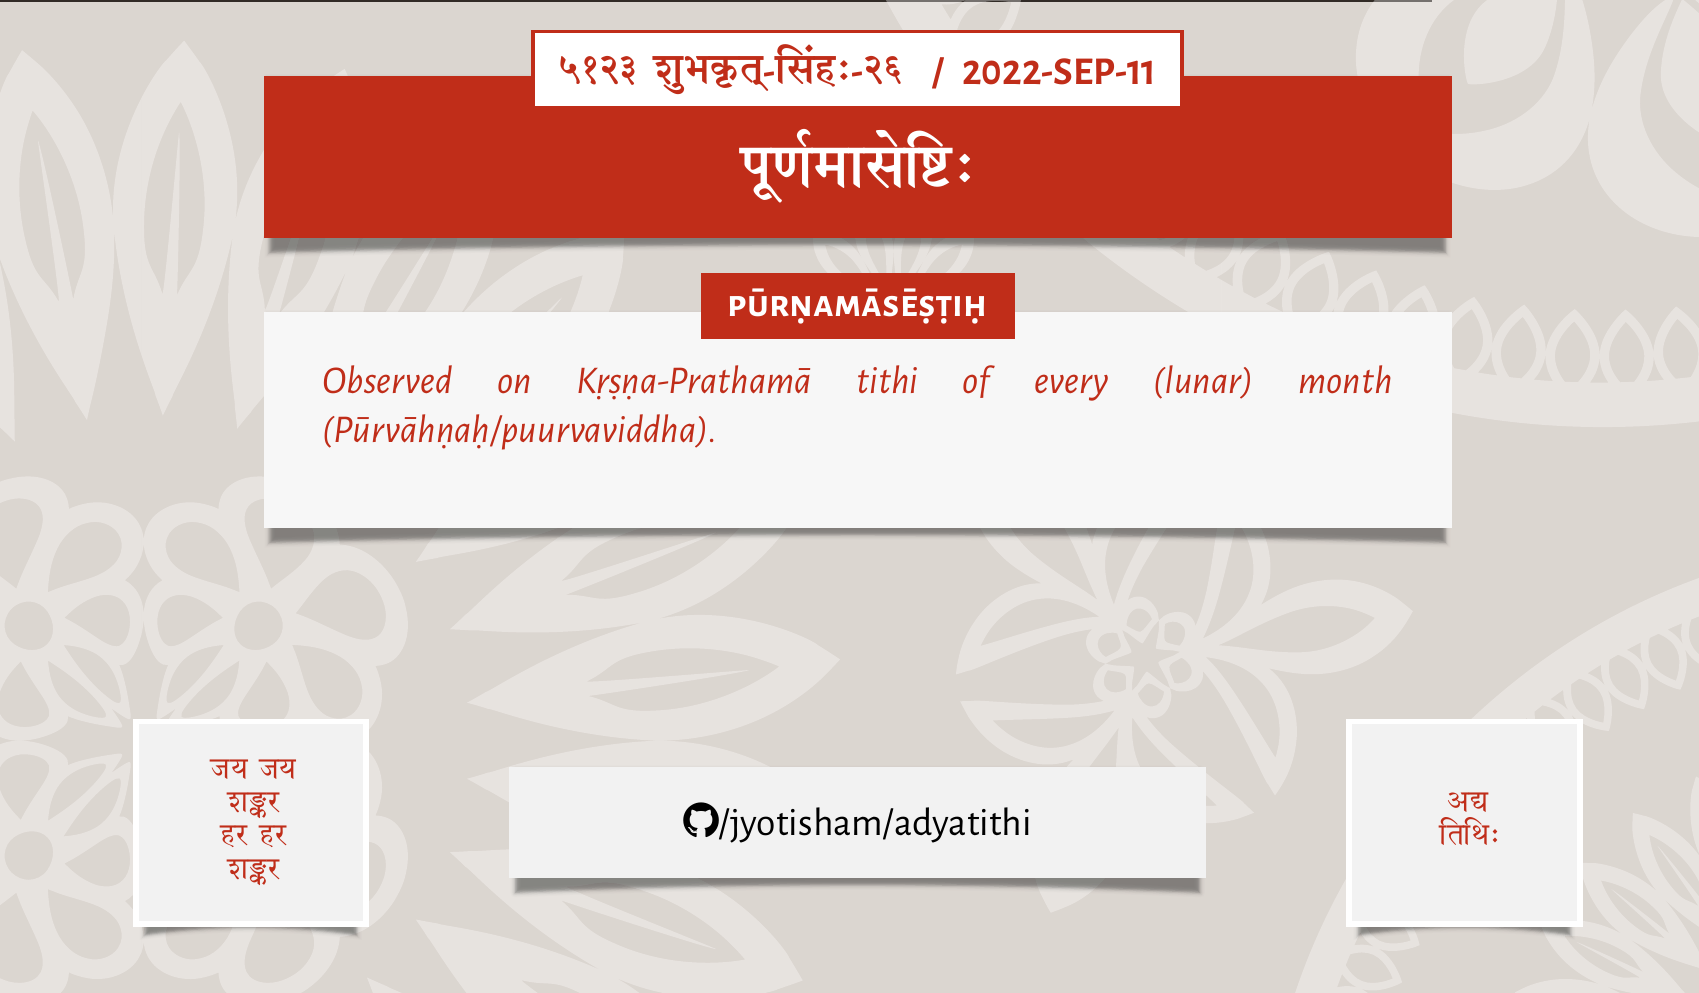 ५१२३ शुभकृत्-सिंहः-२६ / 2022-SEP-11
पूर्णमासेष्टिः
PŪRṆAMĀSĒṢṬIḤ
Observed on Kṛṣṇa-Prathamā tithi of every (lunar) month
(Pūrvāhṇaḥ/puurvaviddha).
जय जय
शङ्कर
हर हर
शङ्कर
/jyotisham/adyatithi
अद्य
तिथिः